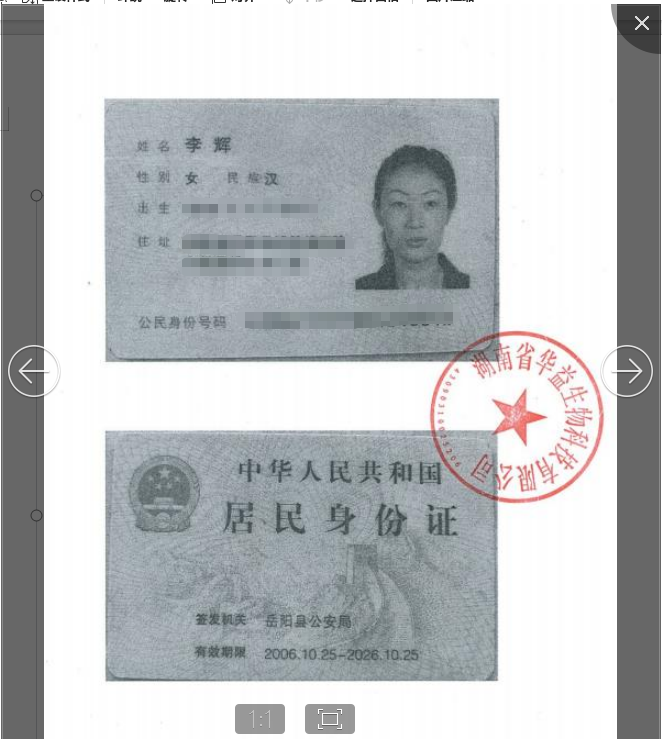 姓名 李辉
性别 女 民族 汉
出生
住址
公民身份号码
湖南省华益生物科技有限公司
中华人民共和国
居民身份证
签发机关 岳阳县公安局
有效期限 2006.10.25-2026.10.25
1:1